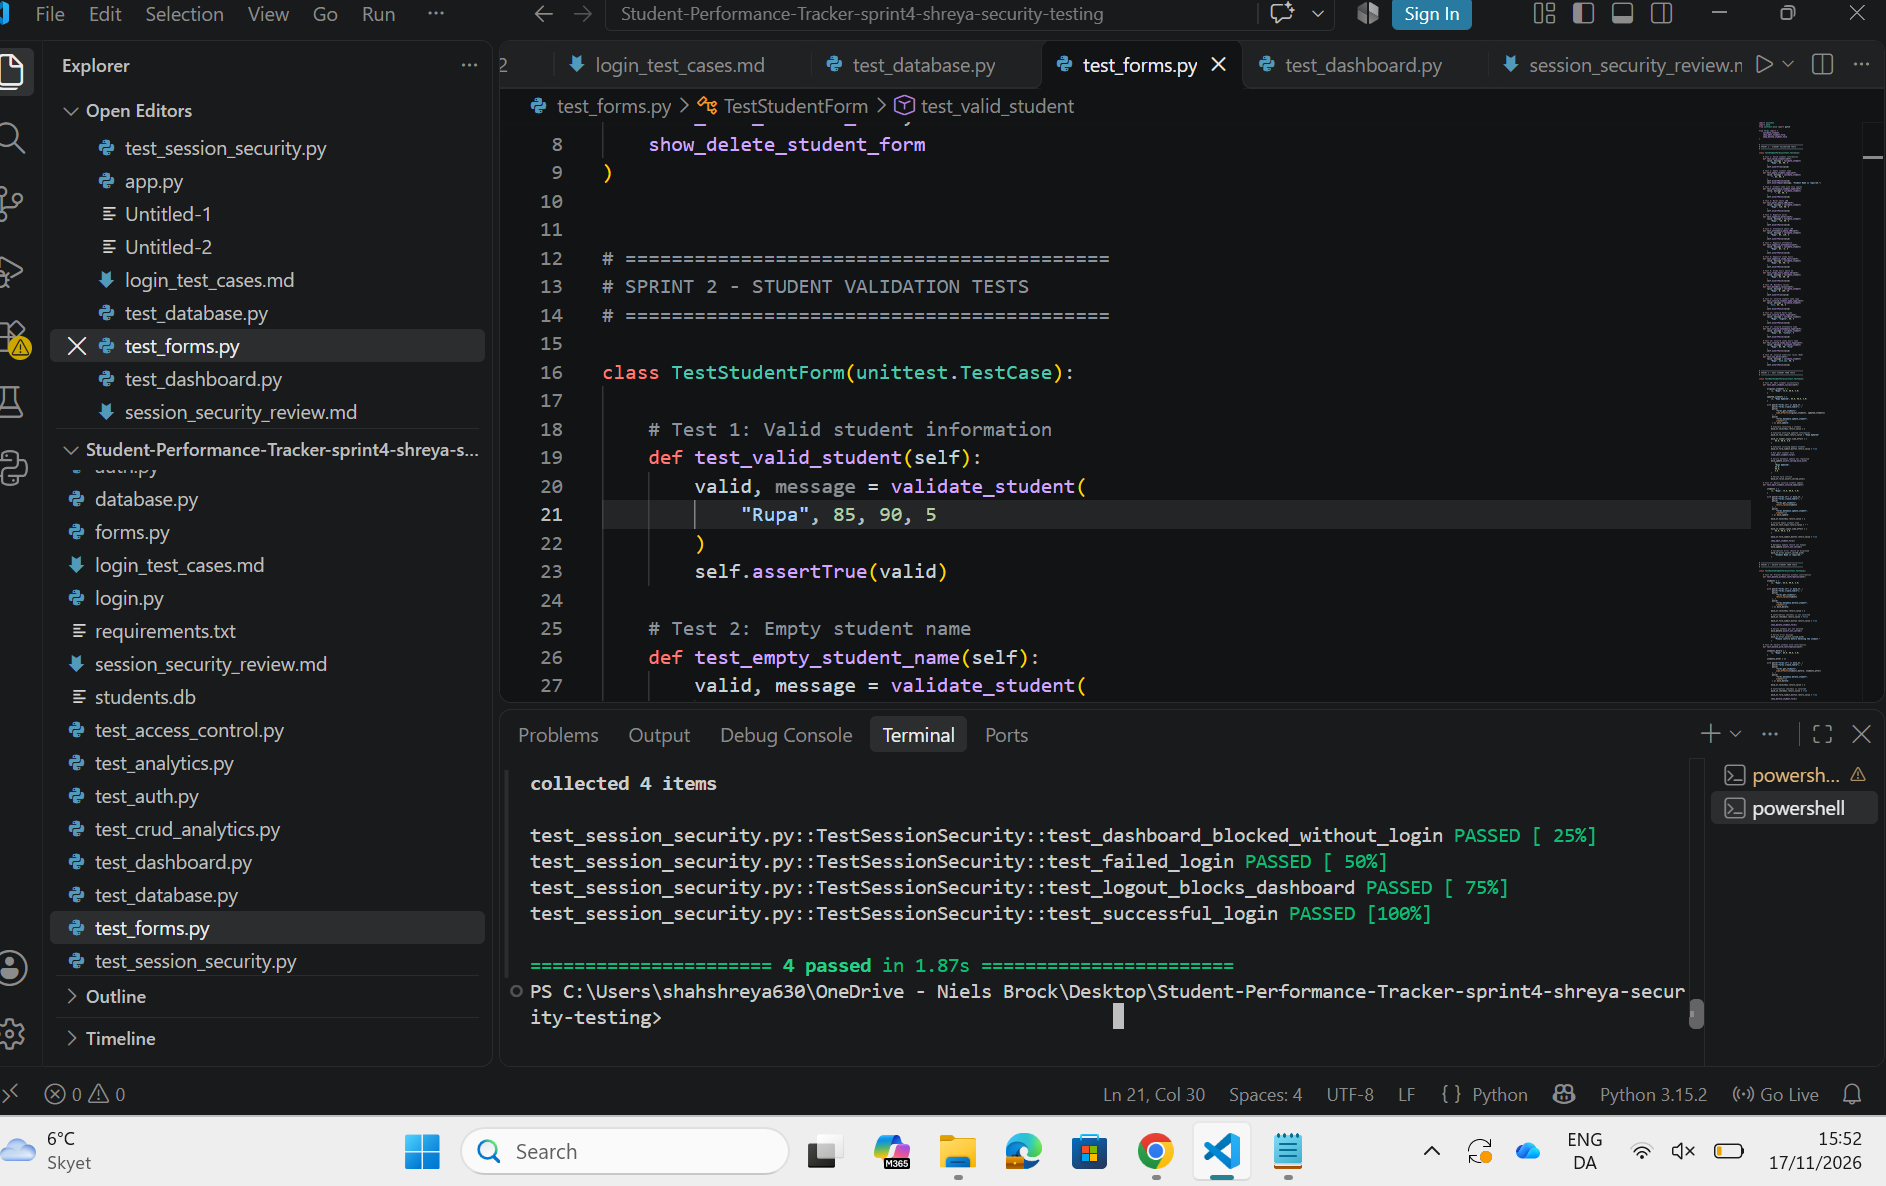 File Edit Selection View Go Run ···
Student-Performance-Tracker-sprint4-shreya-security-testing
Sign In
Explorer
Open Editors
test_session_security.py
app.py
Untitled-1
Untitled-2
login_test_cases.md
test_database.py
test_forms.py
test_dashboard.py
session_security_review.md
Student-Performance-Tracker-sprint4-shreya-s...
auth.py
database.py
forms.py
login_test_cases.md
login.py
requirements.txt
session_security_review.md
students.db
test_access_control.py
test_analytics.py
test_auth.py
test_crud_analytics.py
test_dashboard.py
test_database.py
test_forms.py
test_session_security.py
Outline
Timeline
2 login_test_cases.md test_database.py test_forms.py test_dashboard.py session_security_review.m
test_forms.py > TestStudentForm > test_valid_student
8 show_delete_student_form
9 )
10
11
12 # ==========================================
13 # SPRINT 2 - STUDENT VALIDATION TESTS
14 # ==========================================
15
16 class TestStudentForm(unittest.TestCase):
17
18 # Test 1: Valid student information
19 def test_valid_student(self):
20 valid, message = validate_student(
21 "Rupa", 85, 90, 5
22 )
23 self.assertTrue(valid)
24
25 # Test 2: Empty student name
26 def test_empty_student_name(self):
27 valid, message = validate_student(
Problems Output Debug Console Terminal Ports
collected 4 items
test_session_security.py::TestSessionSecurity::test_dashboard_blocked_without_login PASSED [ 25%]
test_session_security.py::TestSessionSecurity::test_failed_login PASSED [ 50%]
test_session_security.py::TestSessionSecurity::test_logout_blocks_dashboard PASSED [ 75%]
test_session_security.py::TestSessionSecurity::test_successful_login PASSED [100%]
====================== 4 passed in 1.87s =======================
PS C:\Users\shahshreya630\OneDrive - Niels Brock\Desktop\Student-Performance-Tracker-sprint4-shreya-secur
ity-testing>
powersh...
powershell
0 0
Ln 21, Col 30 Spaces: 4 UTF-8 LF { } Python Python 3.15.2 Go Live
6°C
Skyet
Search
M365
ENG
DA
15:52
17/11/2026